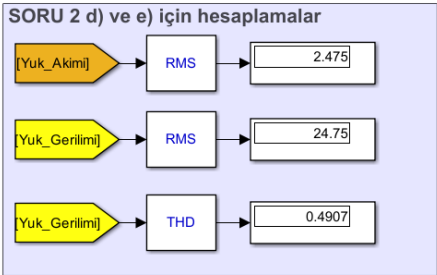 SORU 2 d) ve e) için hesaplamalar
[Yuk_Akimi]
RMS
2.475
[Yuk_Gerilimi]
RMS
24.75
[Yuk_Gerilimi]
THD
0.4907